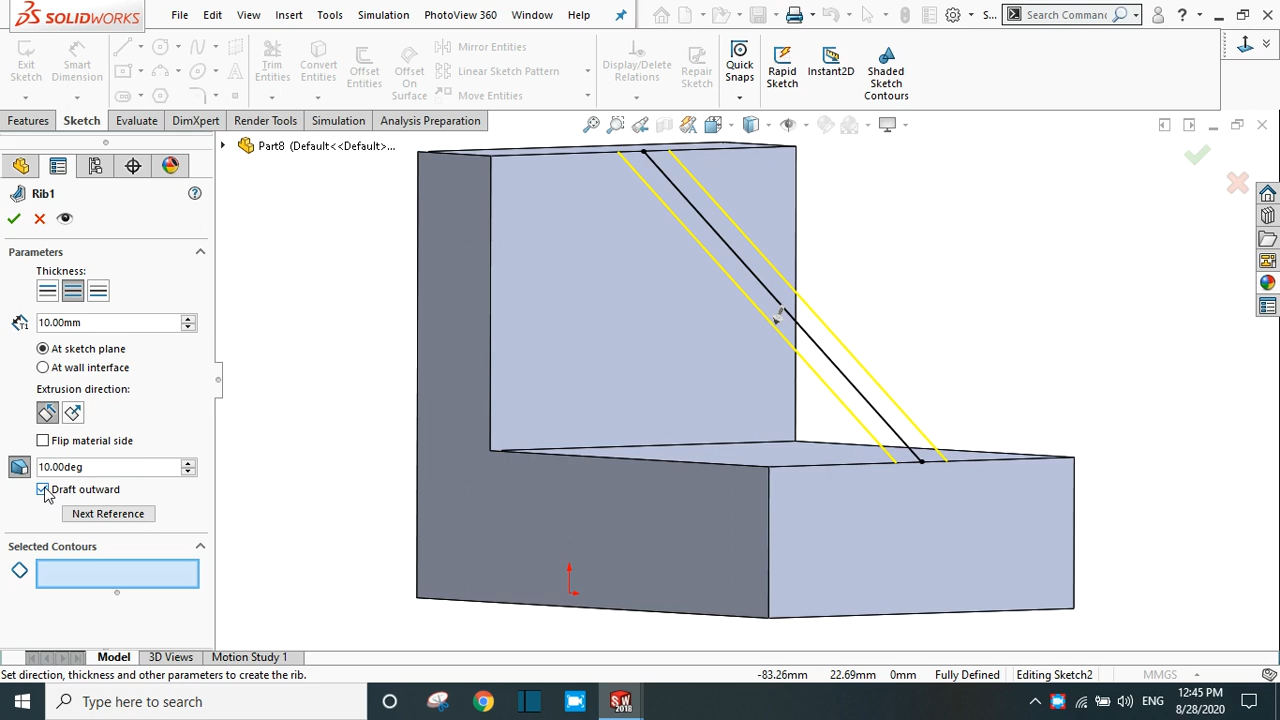 SOLIDWORKS File Edit View Insert Tools Simulation PhotoView 360 Window Help S... Search Comman
Exit Sketch
Smart Dimension
Trim Entities
Convert Entities
Offset Entities
Offset On Surface
Mirror Entities
Linear Sketch Pattern
Move Entities
Display/Delete Relations
Repair Sketch
Quick Snaps
Rapid Sketch
Instant2D
Shaded Sketch Contours
Features Sketch Evaluate DimXpert Render Tools Simulation Analysis Preparation
Part8 (Default<<Default>...
Rib1
Parameters
Thickness:
10.00mm
At sketch plane
At wall interface
Extrusion direction:
Flip material side
10.00deg
Draft outward
Next Reference
Selected Contours
Model 3D Views Motion Study 1
Set direction, thickness and other parameters to create the rib. -83.26mm 22.69mm 0mm Fully Defined Editing Sketch2 MMGS
Type here to search
SW
2018
ENG
12:45 PM
8/28/2020